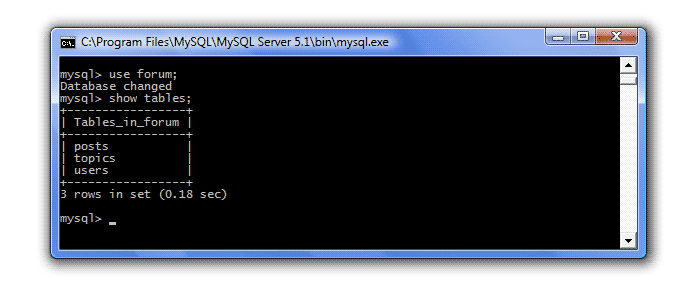 C:\Program Files\MySQL\MySQL Server 5.1\bin\mysql.exe
mysql> use forum;
Database changed
mysql> show tables;
+-----------------+
| Tables_in_forum |
+-----------------+
| posts           |
| topics          |
| users           |
+-----------------+
3 rows in set (0.18 sec)
mysql> _